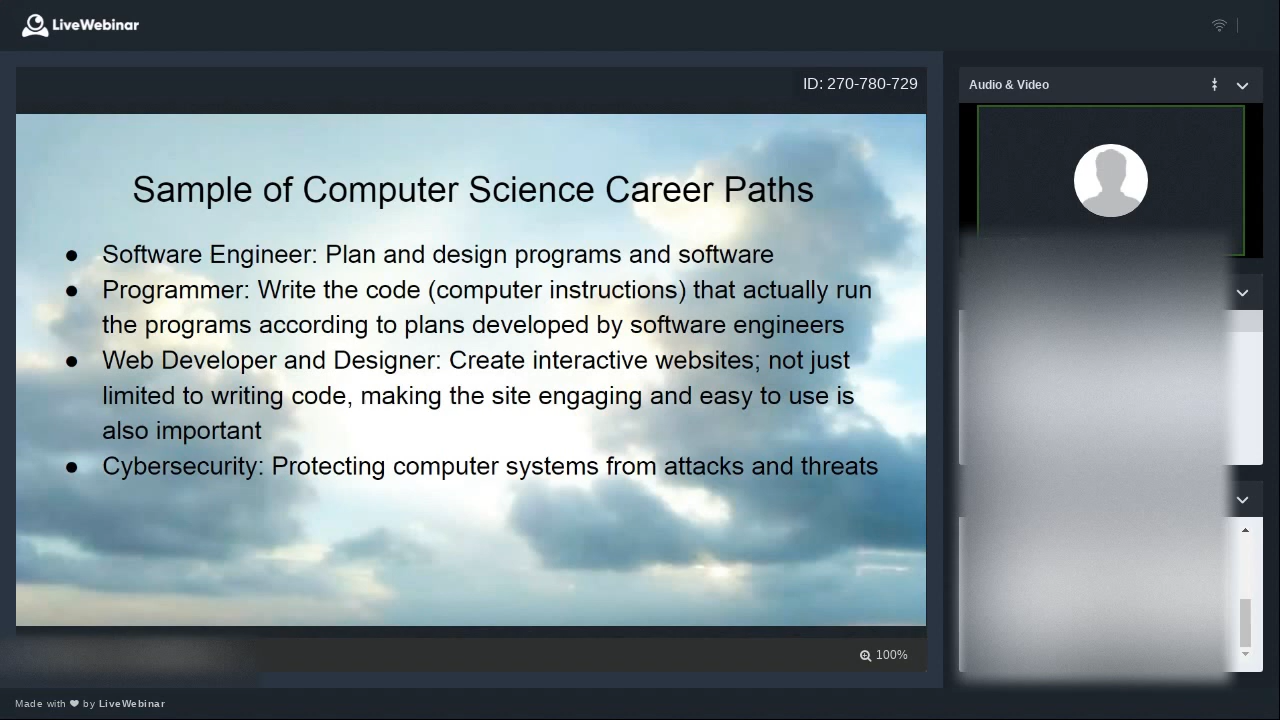 LiveWebinar
ID: 270-780-729
Audio & Video
Sample of Computer Science Career Paths
● Software Engineer: Plan and design programs and software
● Programmer: Write the code (computer instructions) that actually run
the programs according to plans developed by software engineers
● Web Developer and Designer: Create interactive websites; not just
limited to writing code, making the site engaging and easy to use is
also important
● Cybersecurity: Protecting computer systems from attacks and threats
100%
Made with ❤ by LiveWebinar